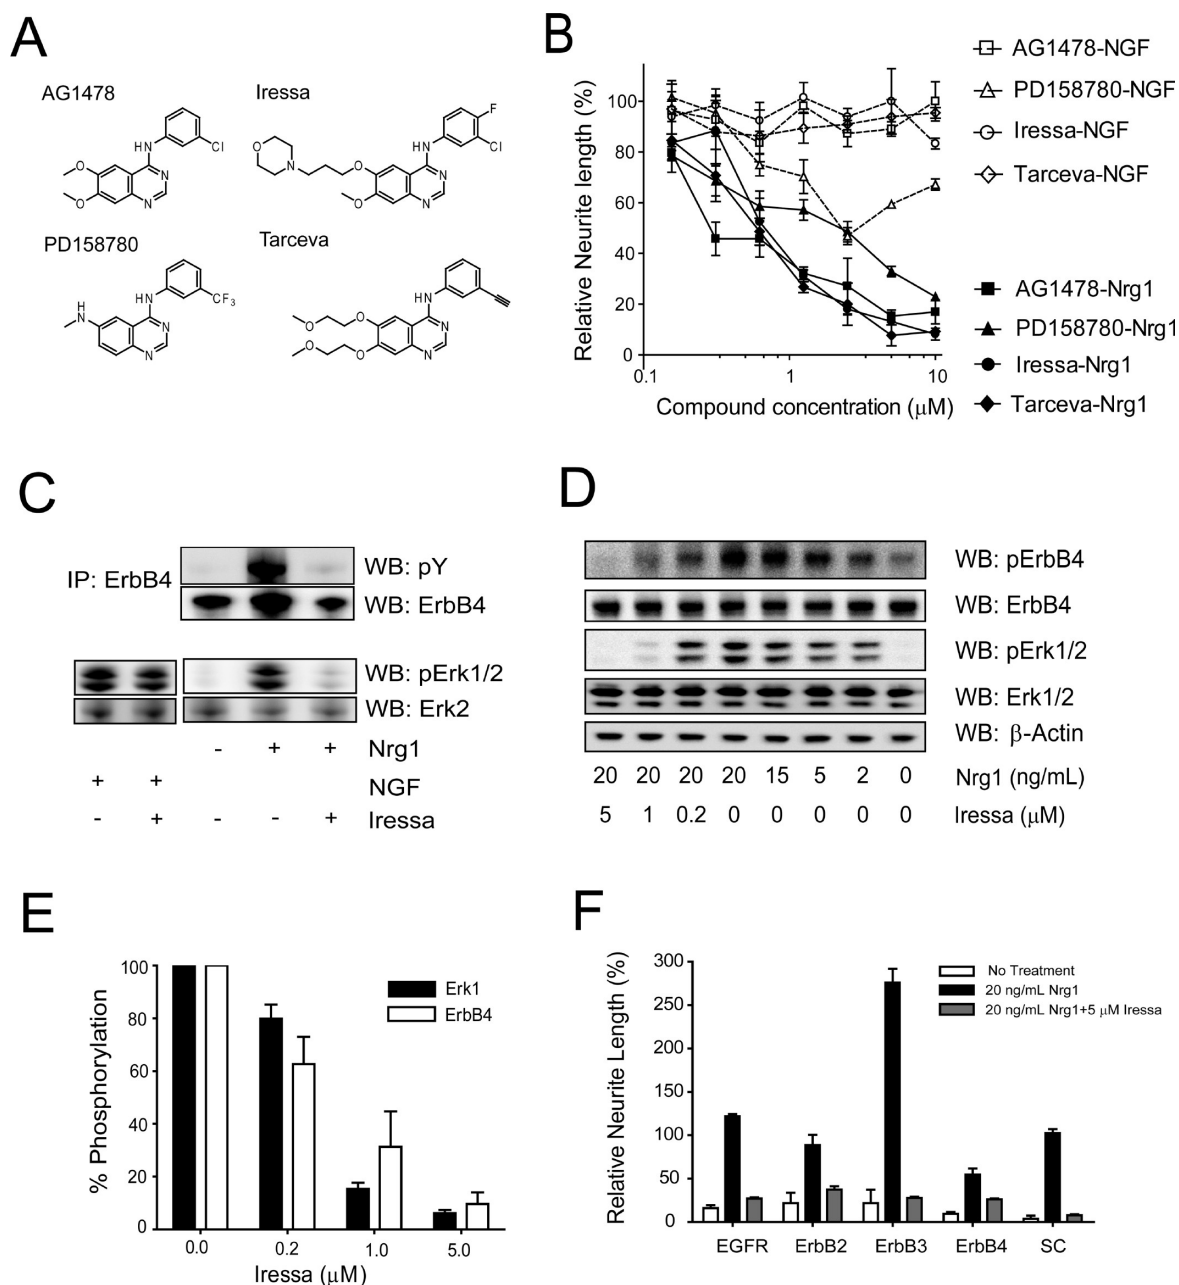 A
AG1478
HN
Cl
O
O
N
N
Iressa
F
HN
Cl
O
N
O
O
N
N
PD158780
HN
CF3
H
N
N
N
Tarceva
HN
O
O
O
O
N
N
B
Relative Neurite length (%)
100
80
60
40
20
0
0.1
1
10
Compound concentration (μM)
AG1478-NGF
PD158780-NGF
Iressa-NGF
Tarceva-NGF
AG1478-Nrg1
PD158780-Nrg1
Iressa-Nrg1
Tarceva-Nrg1
C
IP: ErbB4
WB: pY
WB: ErbB4
WB: pErk1/2
WB: Erk2
- + + Nrg1
+ + NGF
- + - - + Iressa
D
WB: pErbB4
WB: ErbB4
WB: pErk1/2
WB: Erk1/2
WB: β-Actin
20 20 20 20 15 5 2 0 Nrg1 (ng/mL)
5 1 0.2 0 0 0 0 0 Iressa (μM)
E
% Phosphorylation
100
80
60
40
20
0
Erk1
ErbB4
0.0 0.2 1.0 5.0
Iressa (μM)
F
Relative Neurite Length (%)
300
250
200
150
100
50
0
No Treatment
20 ng/mL Nrg1
20 ng/mL Nrg1+5 μM Iressa
EGFR ErbB2 ErbB3 ErbB4 SC